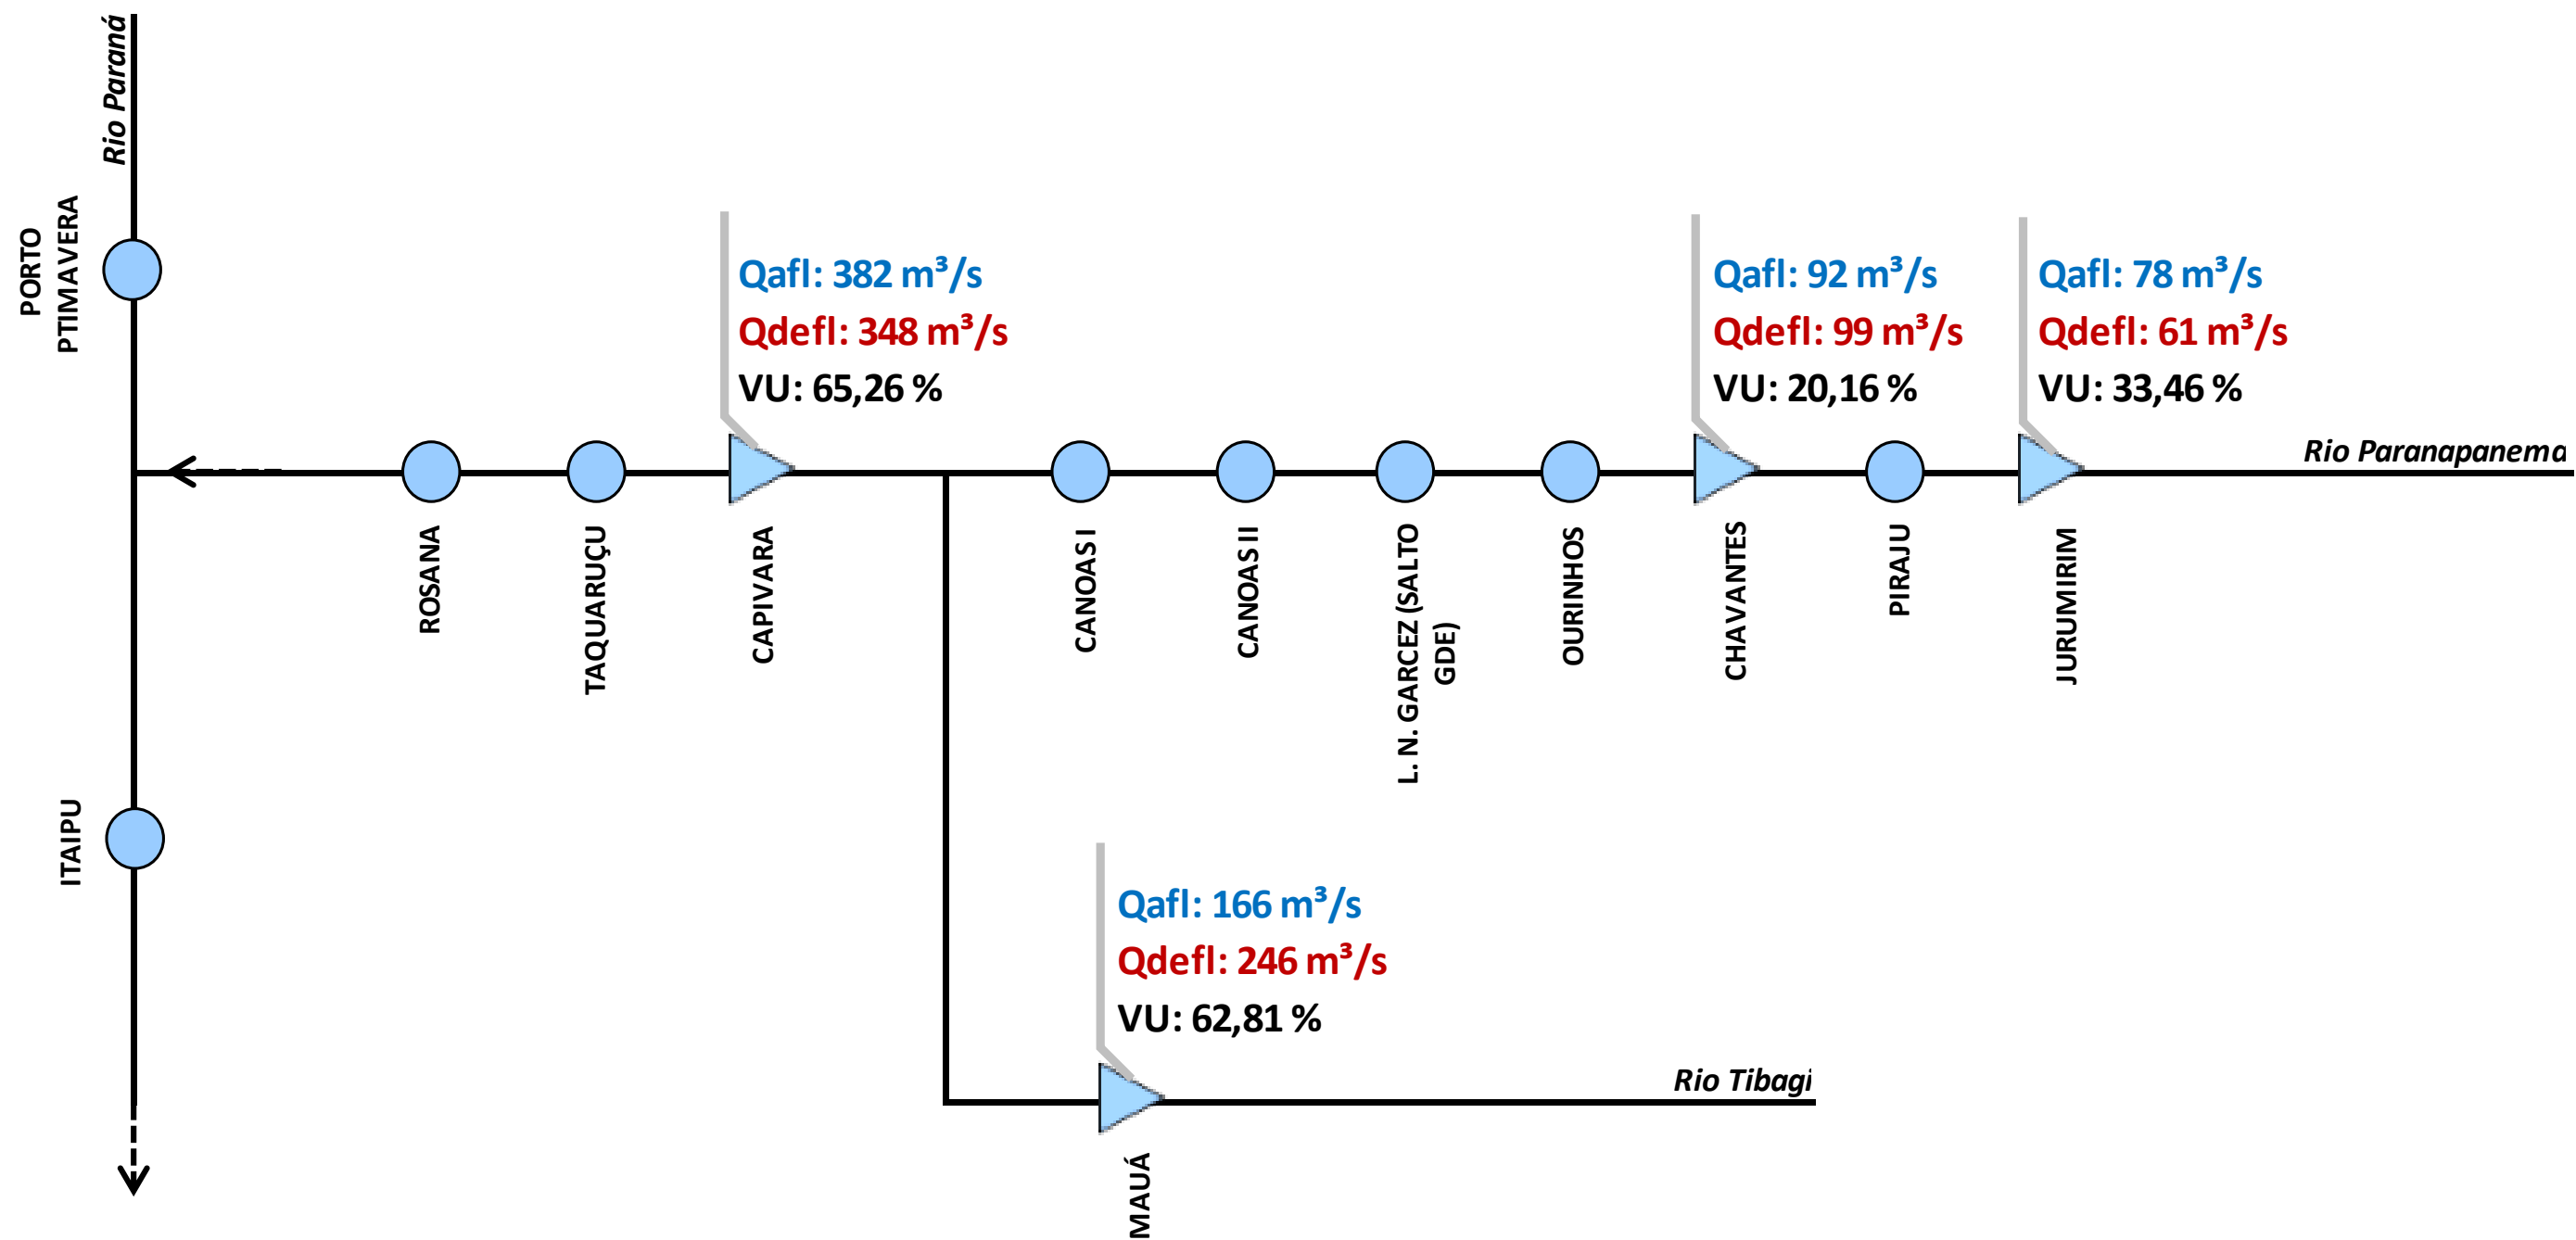 Rio Paraná
PORTO
PTIMAVERA
Qafl: 382 m³/s
Qdefl: 348 m³/s
VU: 65,26 %
Qafl: 92 m³/s
Qdefl: 99 m³/s
VU: 20,16 %
Qafl: 78 m³/s
Qdefl: 61 m³/s
VU: 33,46 %
Rio Paranapanema
ROSANA
TAQUARUÇU
CAPIVARA
CANOAS I
CANOAS II
L. N. GARCEZ (SALTO
GDE)
OURINHOS
CHAVANTES
PIRAJU
JURUMIRIM
ITAIPU
Qafl: 166 m³/s
Qdefl: 246 m³/s
VU: 62,81 %
Rio Tibagi
MAUÁ